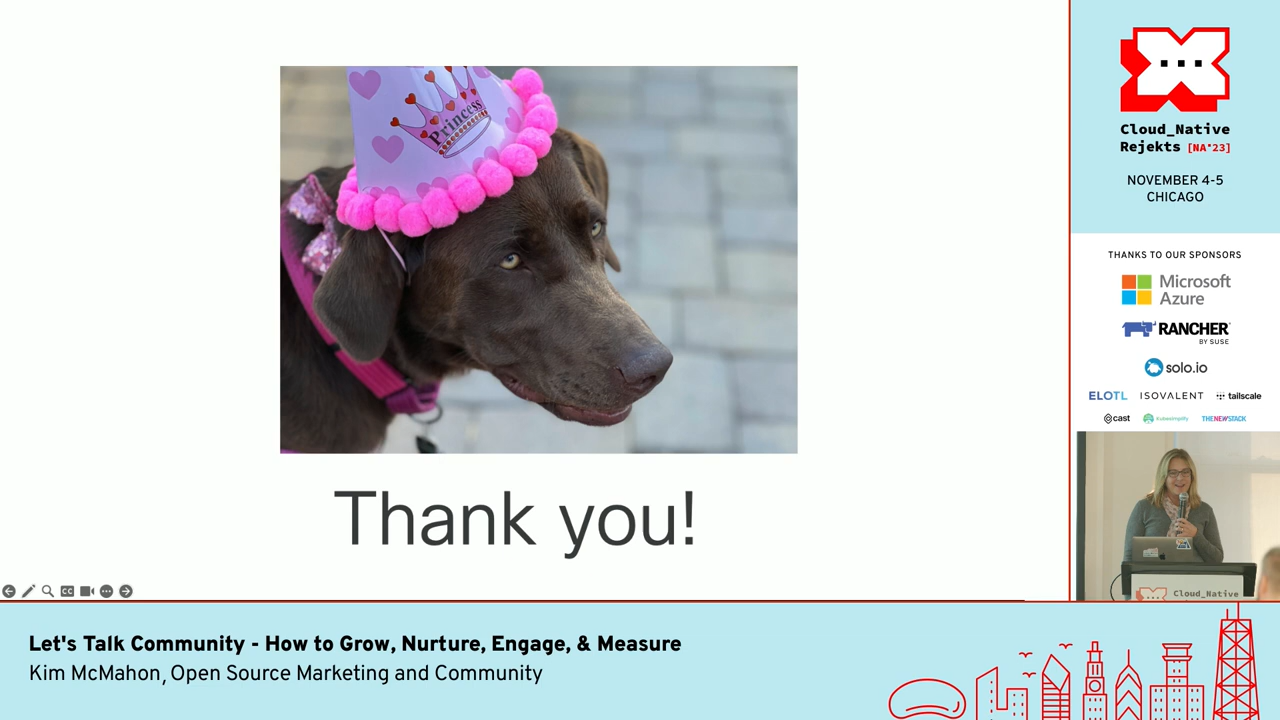 Princess
Thank you!
CC
Cloud_Native
Rejekts [NA'23]
NOVEMBER 4-5
CHICAGO
THANKS TO OUR SPONSORS
Microsoft
Azure
RANCHER
BY SUSE
solo.io
ELOTL ISOVALENT tailscale
cast Kubesimplify THENEWSTACK
Cloud_Native
Let's Talk Community - How to Grow, Nurture, Engage, & Measure
Kim McMahon, Open Source Marketing and Community